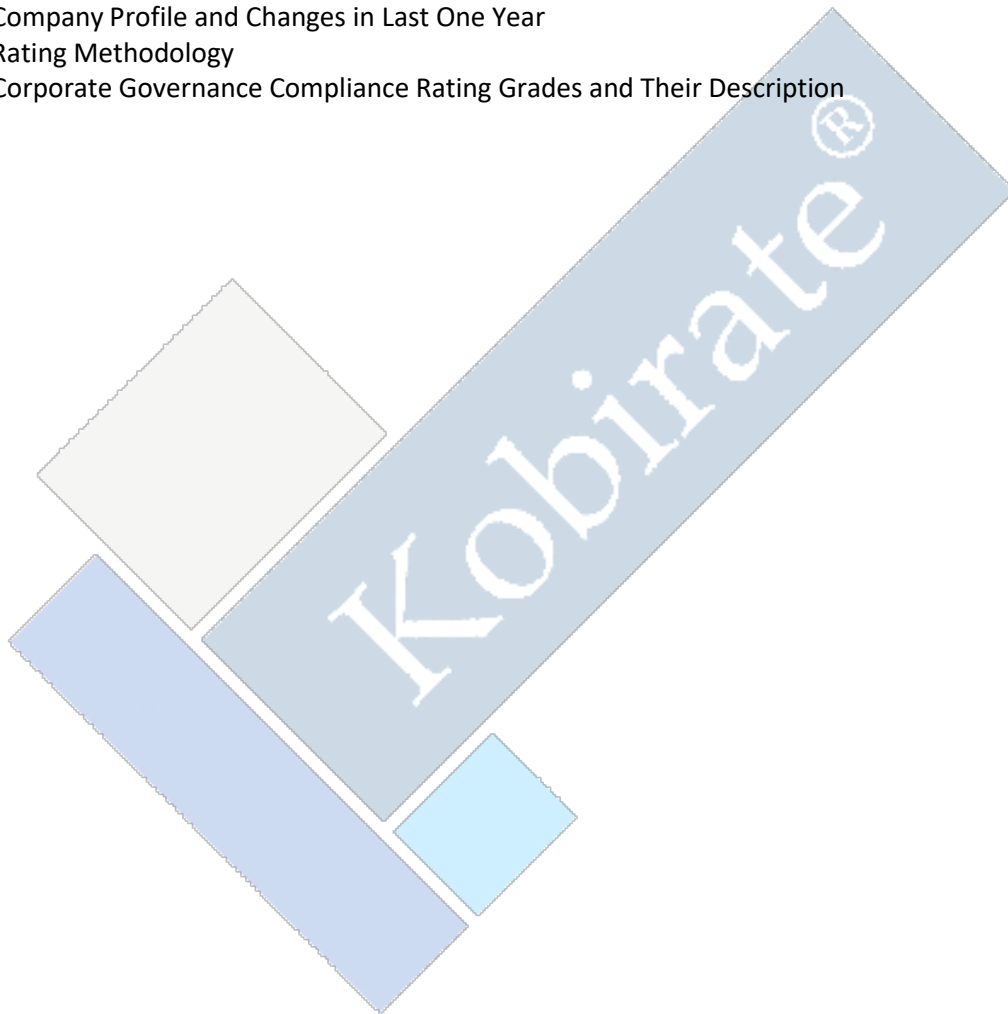 Company Profile and Changes in Last One Year
Rating Methodology
Corporate Governance Compliance Rating Grades and Their Description
Kobirate®